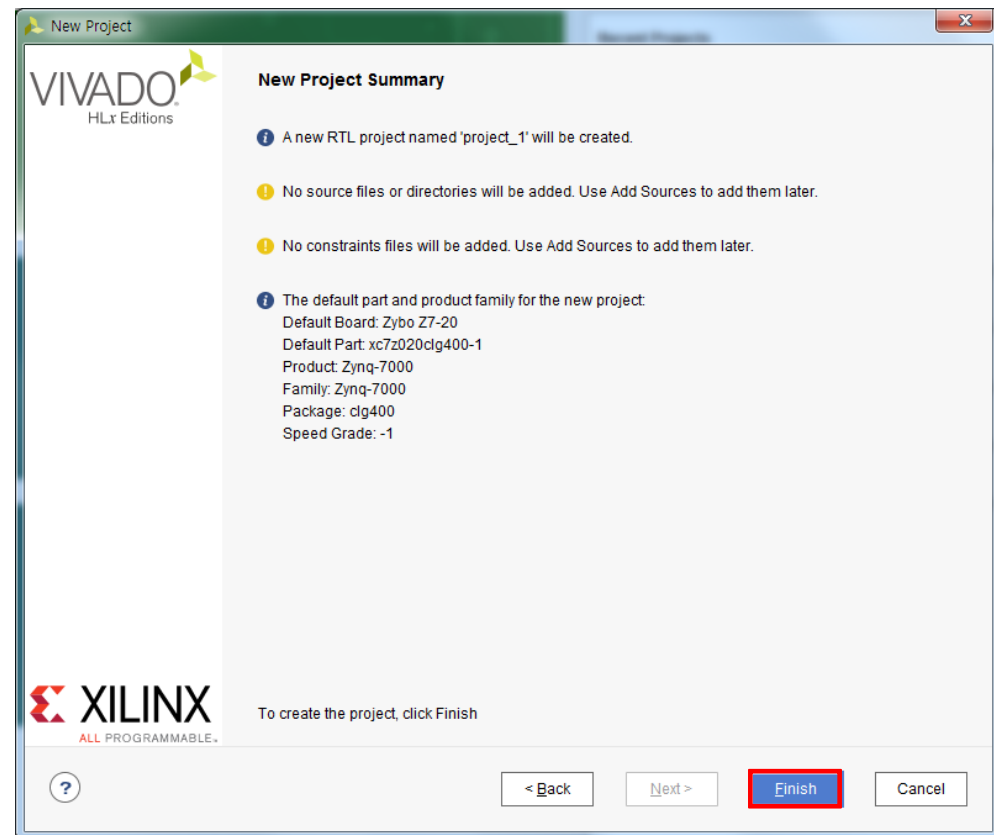 New Project
VIVADO
HLx Editions
New Project Summary
A new RTL project named 'project_1' will be created.
No source files or directories will be added. Use Add Sources to add them later.
No constraints files will be added. Use Add Sources to add them later.
The default part and product family for the new project:
Default Board: Zybo Z7-20
Default Part: xc7z020clg400-1
Product: Zynq-7000
Family: Zynq-7000
Package: clg400
Speed Grade: -1
XILINX
ALL PROGRAMMABLE.
To create the project, click Finish
?
< Back
Next >
Finish
Cancel